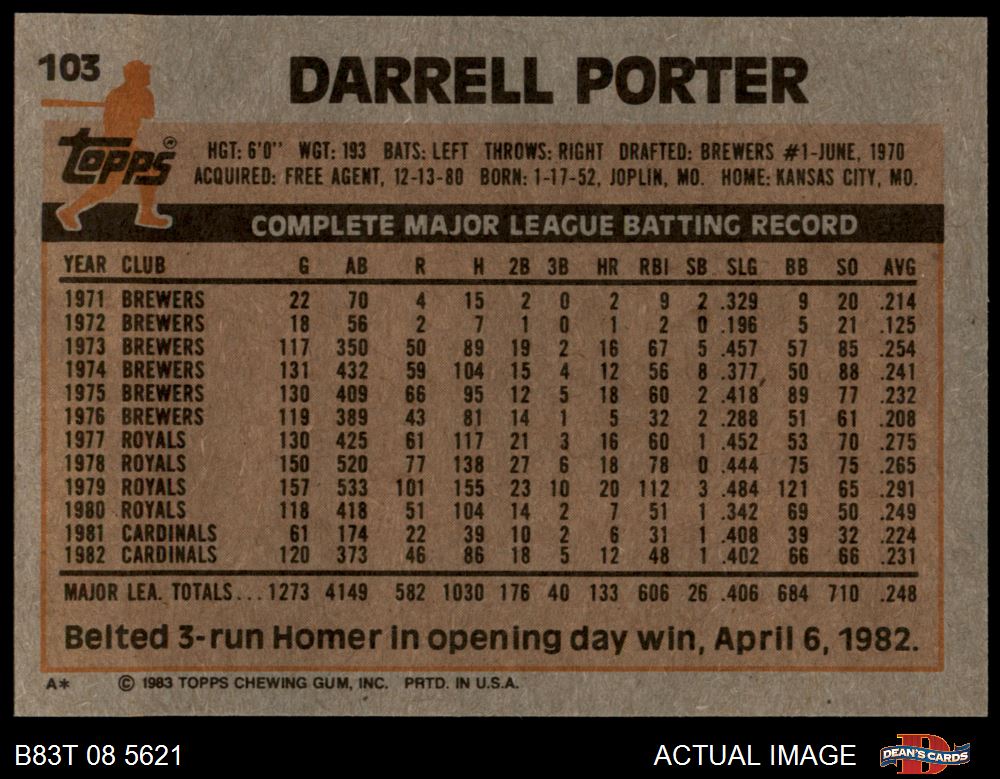 103
DARRELL PORTER
Topps®
HGT: 6'0" WGT: 193 BATS: LEFT THROWS: RIGHT DRAFTED: BREWERS #1-JUNE, 1970
ACQUIRED: FREE AGENT, 12-13-80 BORN: 1-17-52, JOPLIN, MO. HOME: KANSAS CITY, MO.
COMPLETE MAJOR LEAGUE BATTING RECORD
YEAR CLUB G AB R H 2B 3B HR RBI SB SLG BB SO AVG
1971 BREWERS 22 70 4 15 2 0 2 9 2 .329 9 20 .214
1972 BREWERS 18 56 2 7 1 0 1 2 0 .196 5 21 .125
1973 BREWERS 117 350 50 89 19 2 16 67 5 .457 57 85 .254
1974 BREWERS 131 432 59 104 15 4 12 56 8 .377 50 88 .241
1975 BREWERS 130 409 66 95 12 5 18 60 2 .418 89 77 .232
1976 BREWERS 119 389 43 81 14 1 5 32 2 .288 51 61 .208
1977 ROYALS 130 425 61 117 21 3 16 60 1 .452 53 70 .275
1978 ROYALS 150 520 77 138 27 6 18 78 0 .444 75 75 .265
1979 ROYALS 157 533 101 155 23 10 20 112 3 .484 121 65 .291
1980 ROYALS 118 418 51 104 14 2 7 51 1 .342 69 50 .249
1981 CARDINALS 61 174 22 39 10 2 6 31 1 .408 39 32 .224
1982 CARDINALS 120 373 46 86 18 5 12 48 1 .402 66 66 .231
MAJOR LEA. TOTALS...1273 4149 582 1030 176 40 133 606 26 .406 684 710 .248
Belted 3-run Homer in opening day win, April 6, 1982.
A* © 1983 TOPPS CHEWING GUM, INC. PRTD. IN U.S.A.
B83T 08 5621 ACTUAL IMAGE DEAN'S CARDS